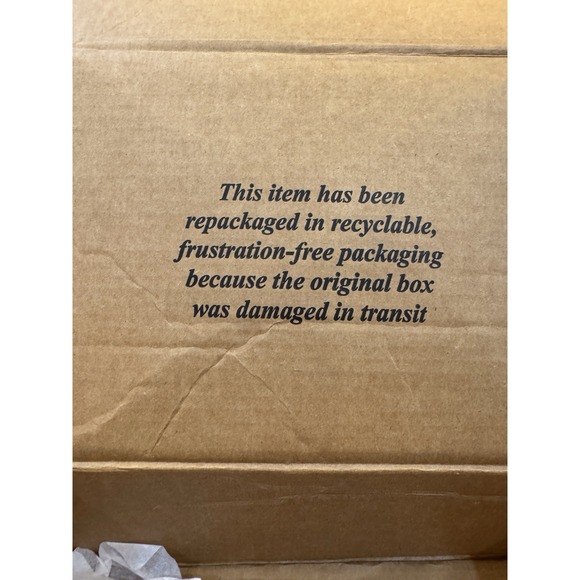 This item has been
repackaged in recyclable,
frustration-free packaging
because the original box
was damaged in transit